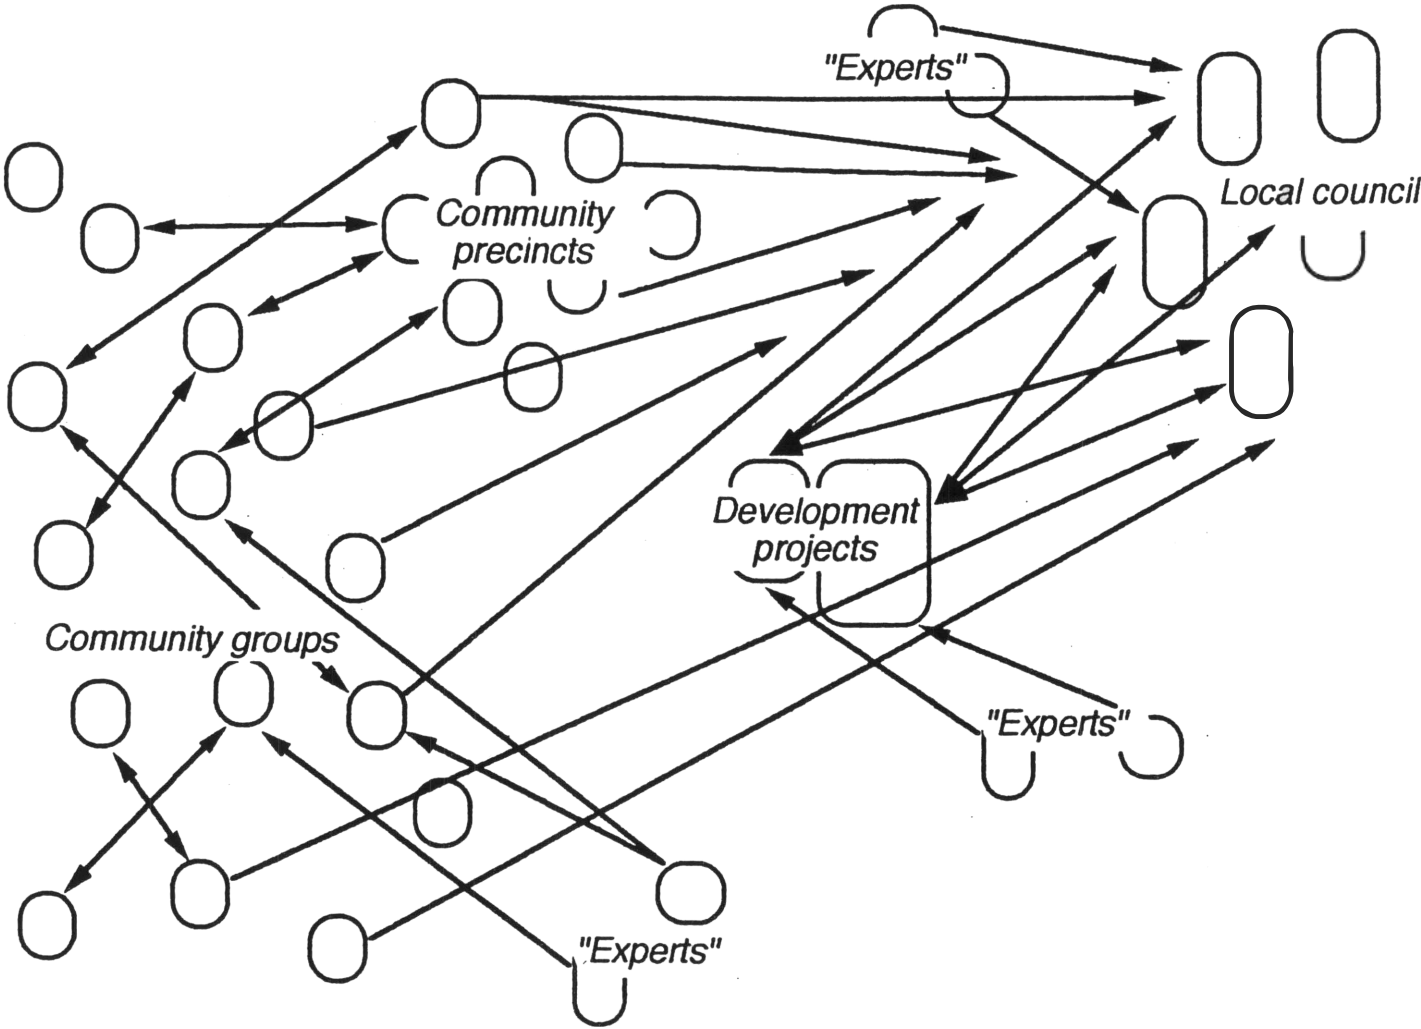 "Experts"
Local council
Community
precincts
Development
projects
Community groups
"Experts"
"Experts"